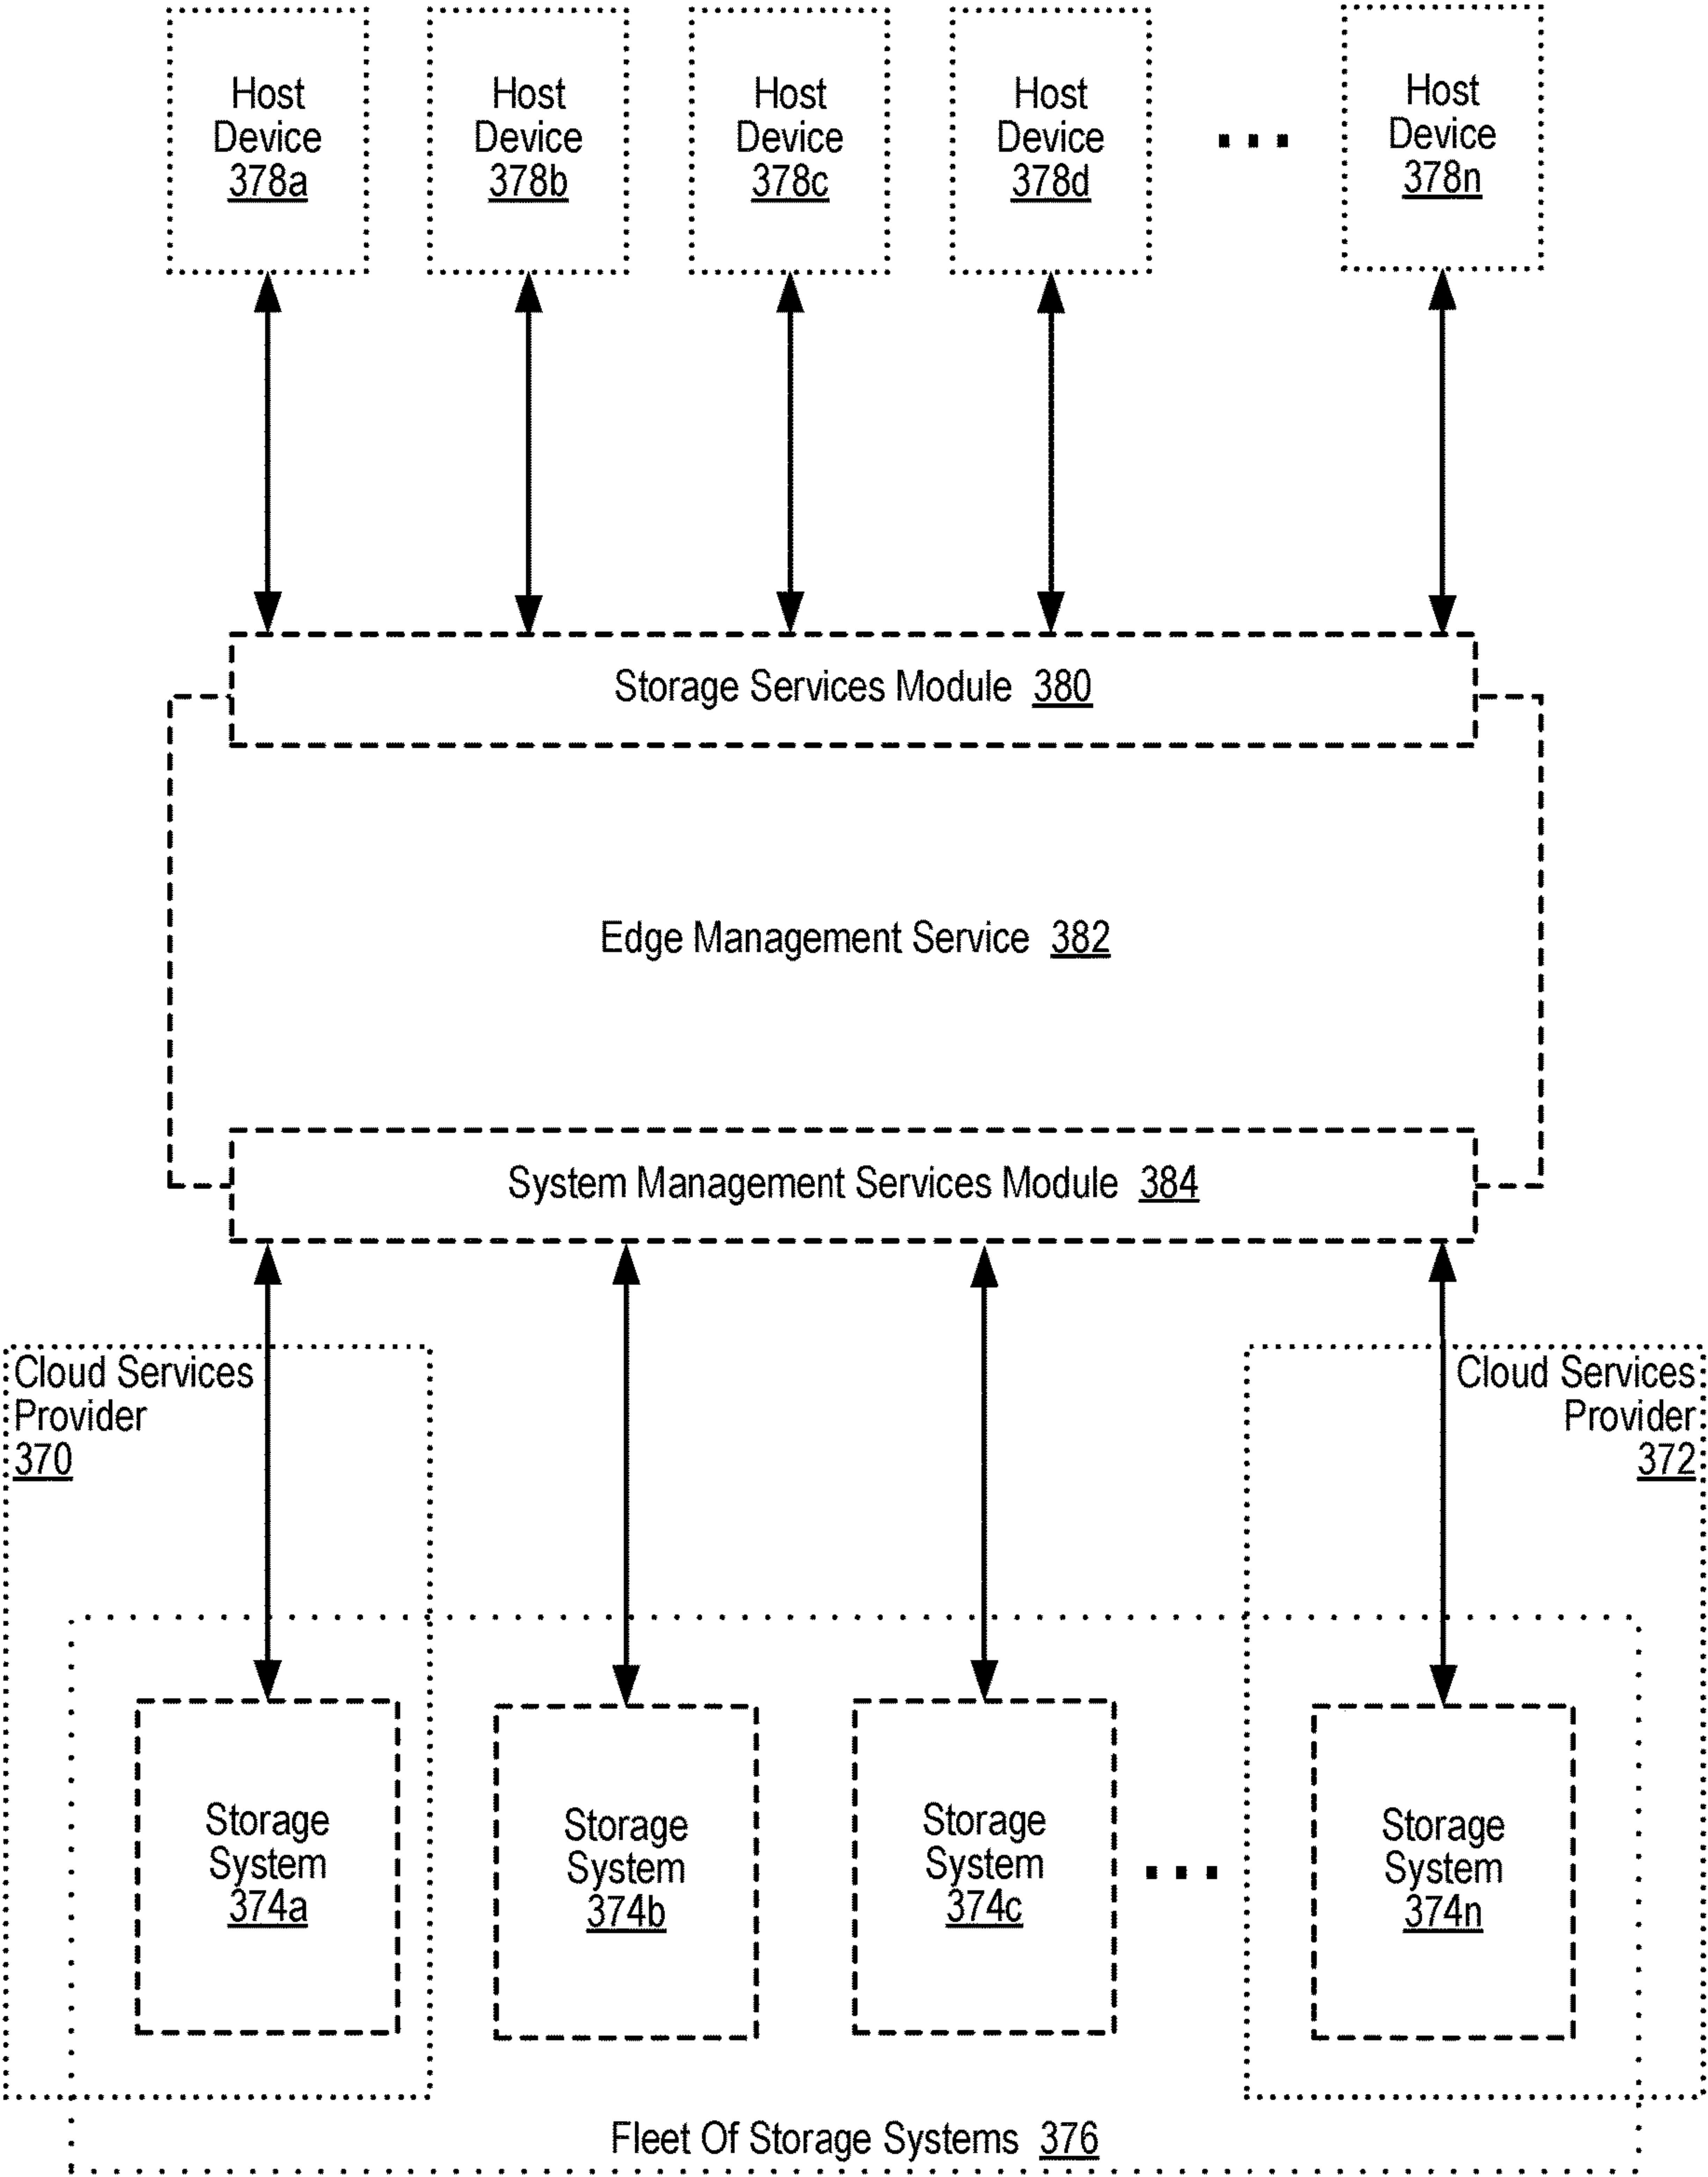 Host
Device
378a
Host
Device
378b
Host
Device
378c
Host
Device
378d
Host
Device
378n
Storage Services Module 380
Edge Management Service 382
System Management Services Module 384
Cloud Services
Provider
370
Cloud Services
Provider
372
Storage
System
374a
Storage
System
374b
Storage
System
374c
Storage
System
374n
Fleet Of Storage Systems 376